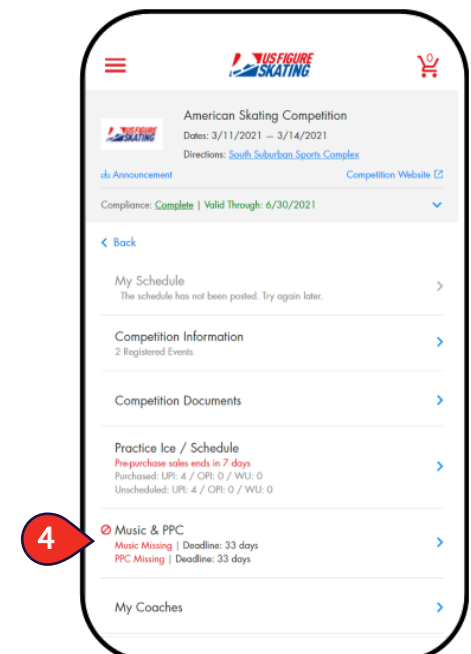 US FIGURE
SKATING
0
US FIGURE
SKATING
American Skating Competition
Dates: 3/11/2021 – 3/14/2021
Directions: South Suburban Sports Complex
Announcement
Competition Website
Compliance: Complete | Valid Through: 6/30/2021
Back
My Schedule
The schedule has not been posted. Try again later.
Competition Information
2 Registered Events
Competition Documents
Practice Ice / Schedule
Pre-purchase sales ends in 7 days
Purchased: UPI: 4 / OPI: 0 / WU: 0
Unscheduled: UPI: 4 / OPI: 0 / WU: 0
4
Music & PPC
Music Missing | Deadline: 33 days
PPC Missing | Deadline: 33 days
My Coaches